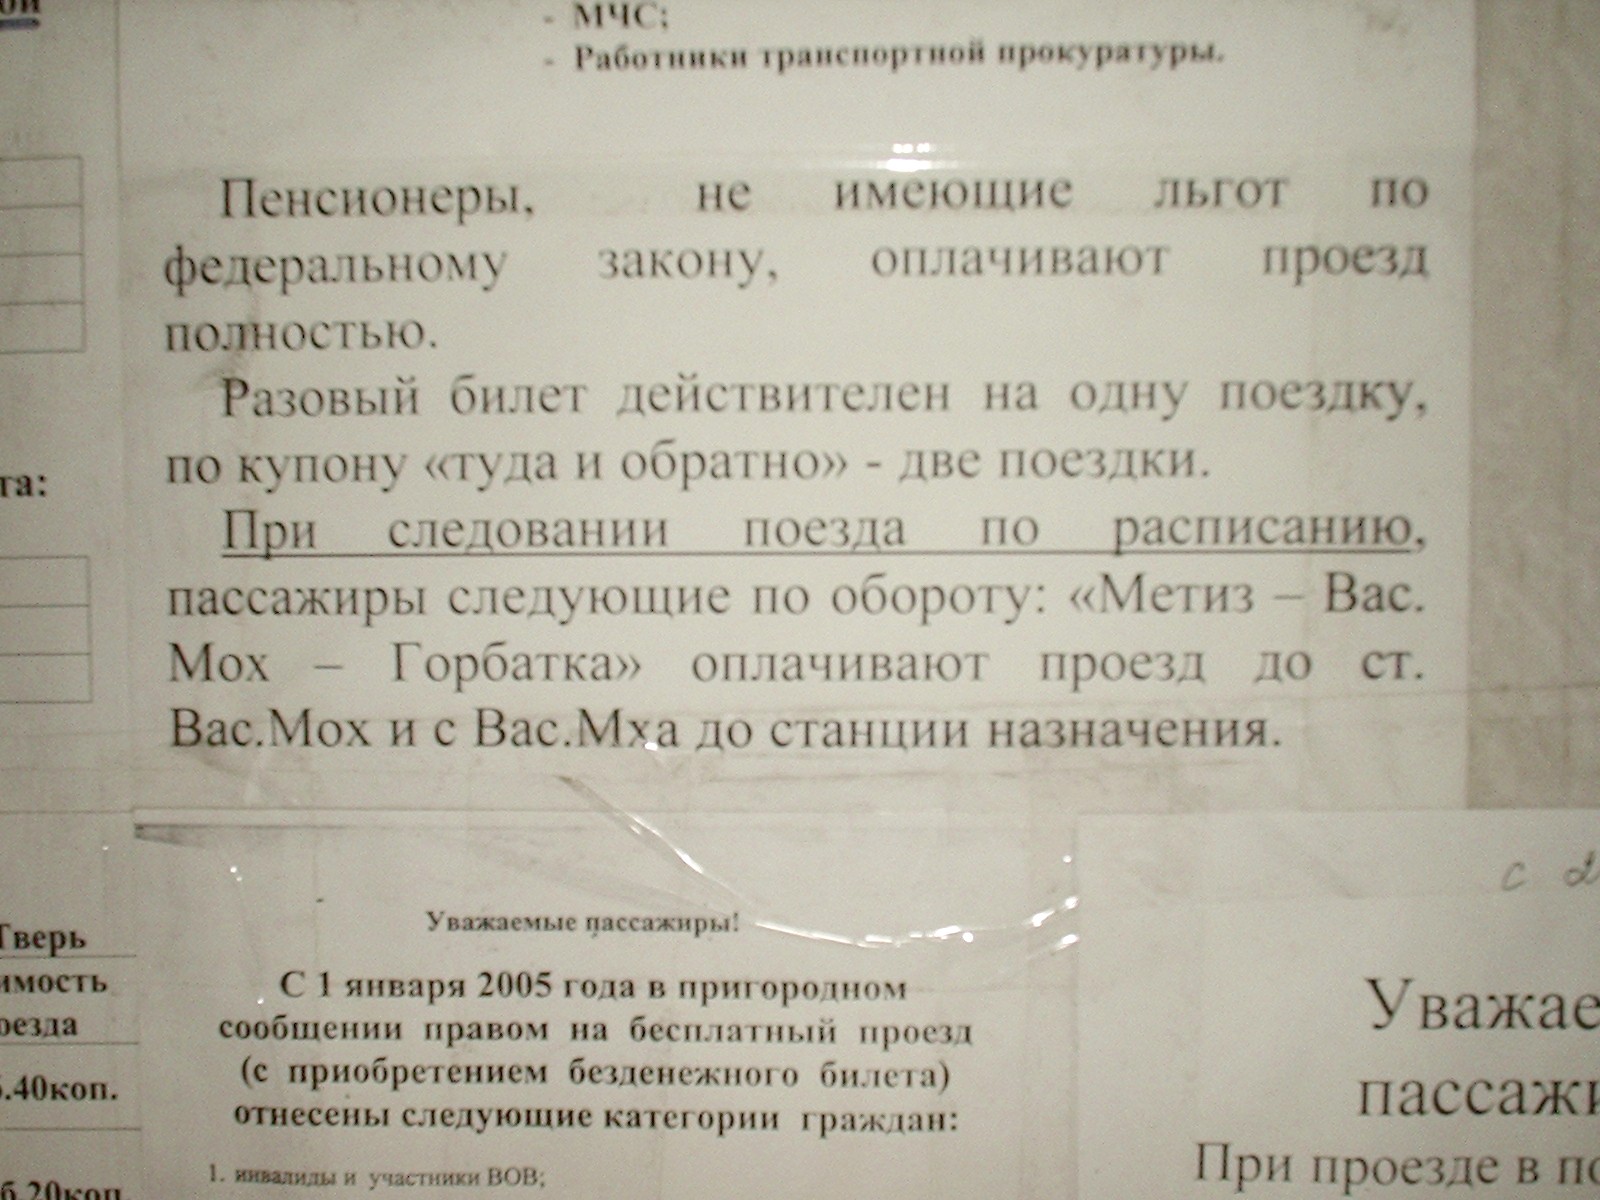 - МЧС;
- Работники транспортной прокуратуры.
Пенсионеры, не имеющие льгот по
федеральному закону, оплачивают проезд
полностью.
Разовый билет действителен на одну поездку,
по купону «туда и обратно» - две поездки.
При следовании поезда по расписанию,
пассажиры следующие по обороту: «Метиз – Вас.
Мох – Горбатка» оплачивают проезд до ст.
Вас.Мох и с Вас.Мха до станции назначения.
та:
Тверь
имость
оезда
.40коп.
б.20коп.
Уважаемые пассажиры!
С 1 января 2005 года в пригородном
сообщении правом на бесплатный проезд
(с приобретением безденежного билета)
отнесены следующие категории граждан:
1. инвалиды и участники ВОВ;
с 2
Уважае
пассажи
При проезде в по